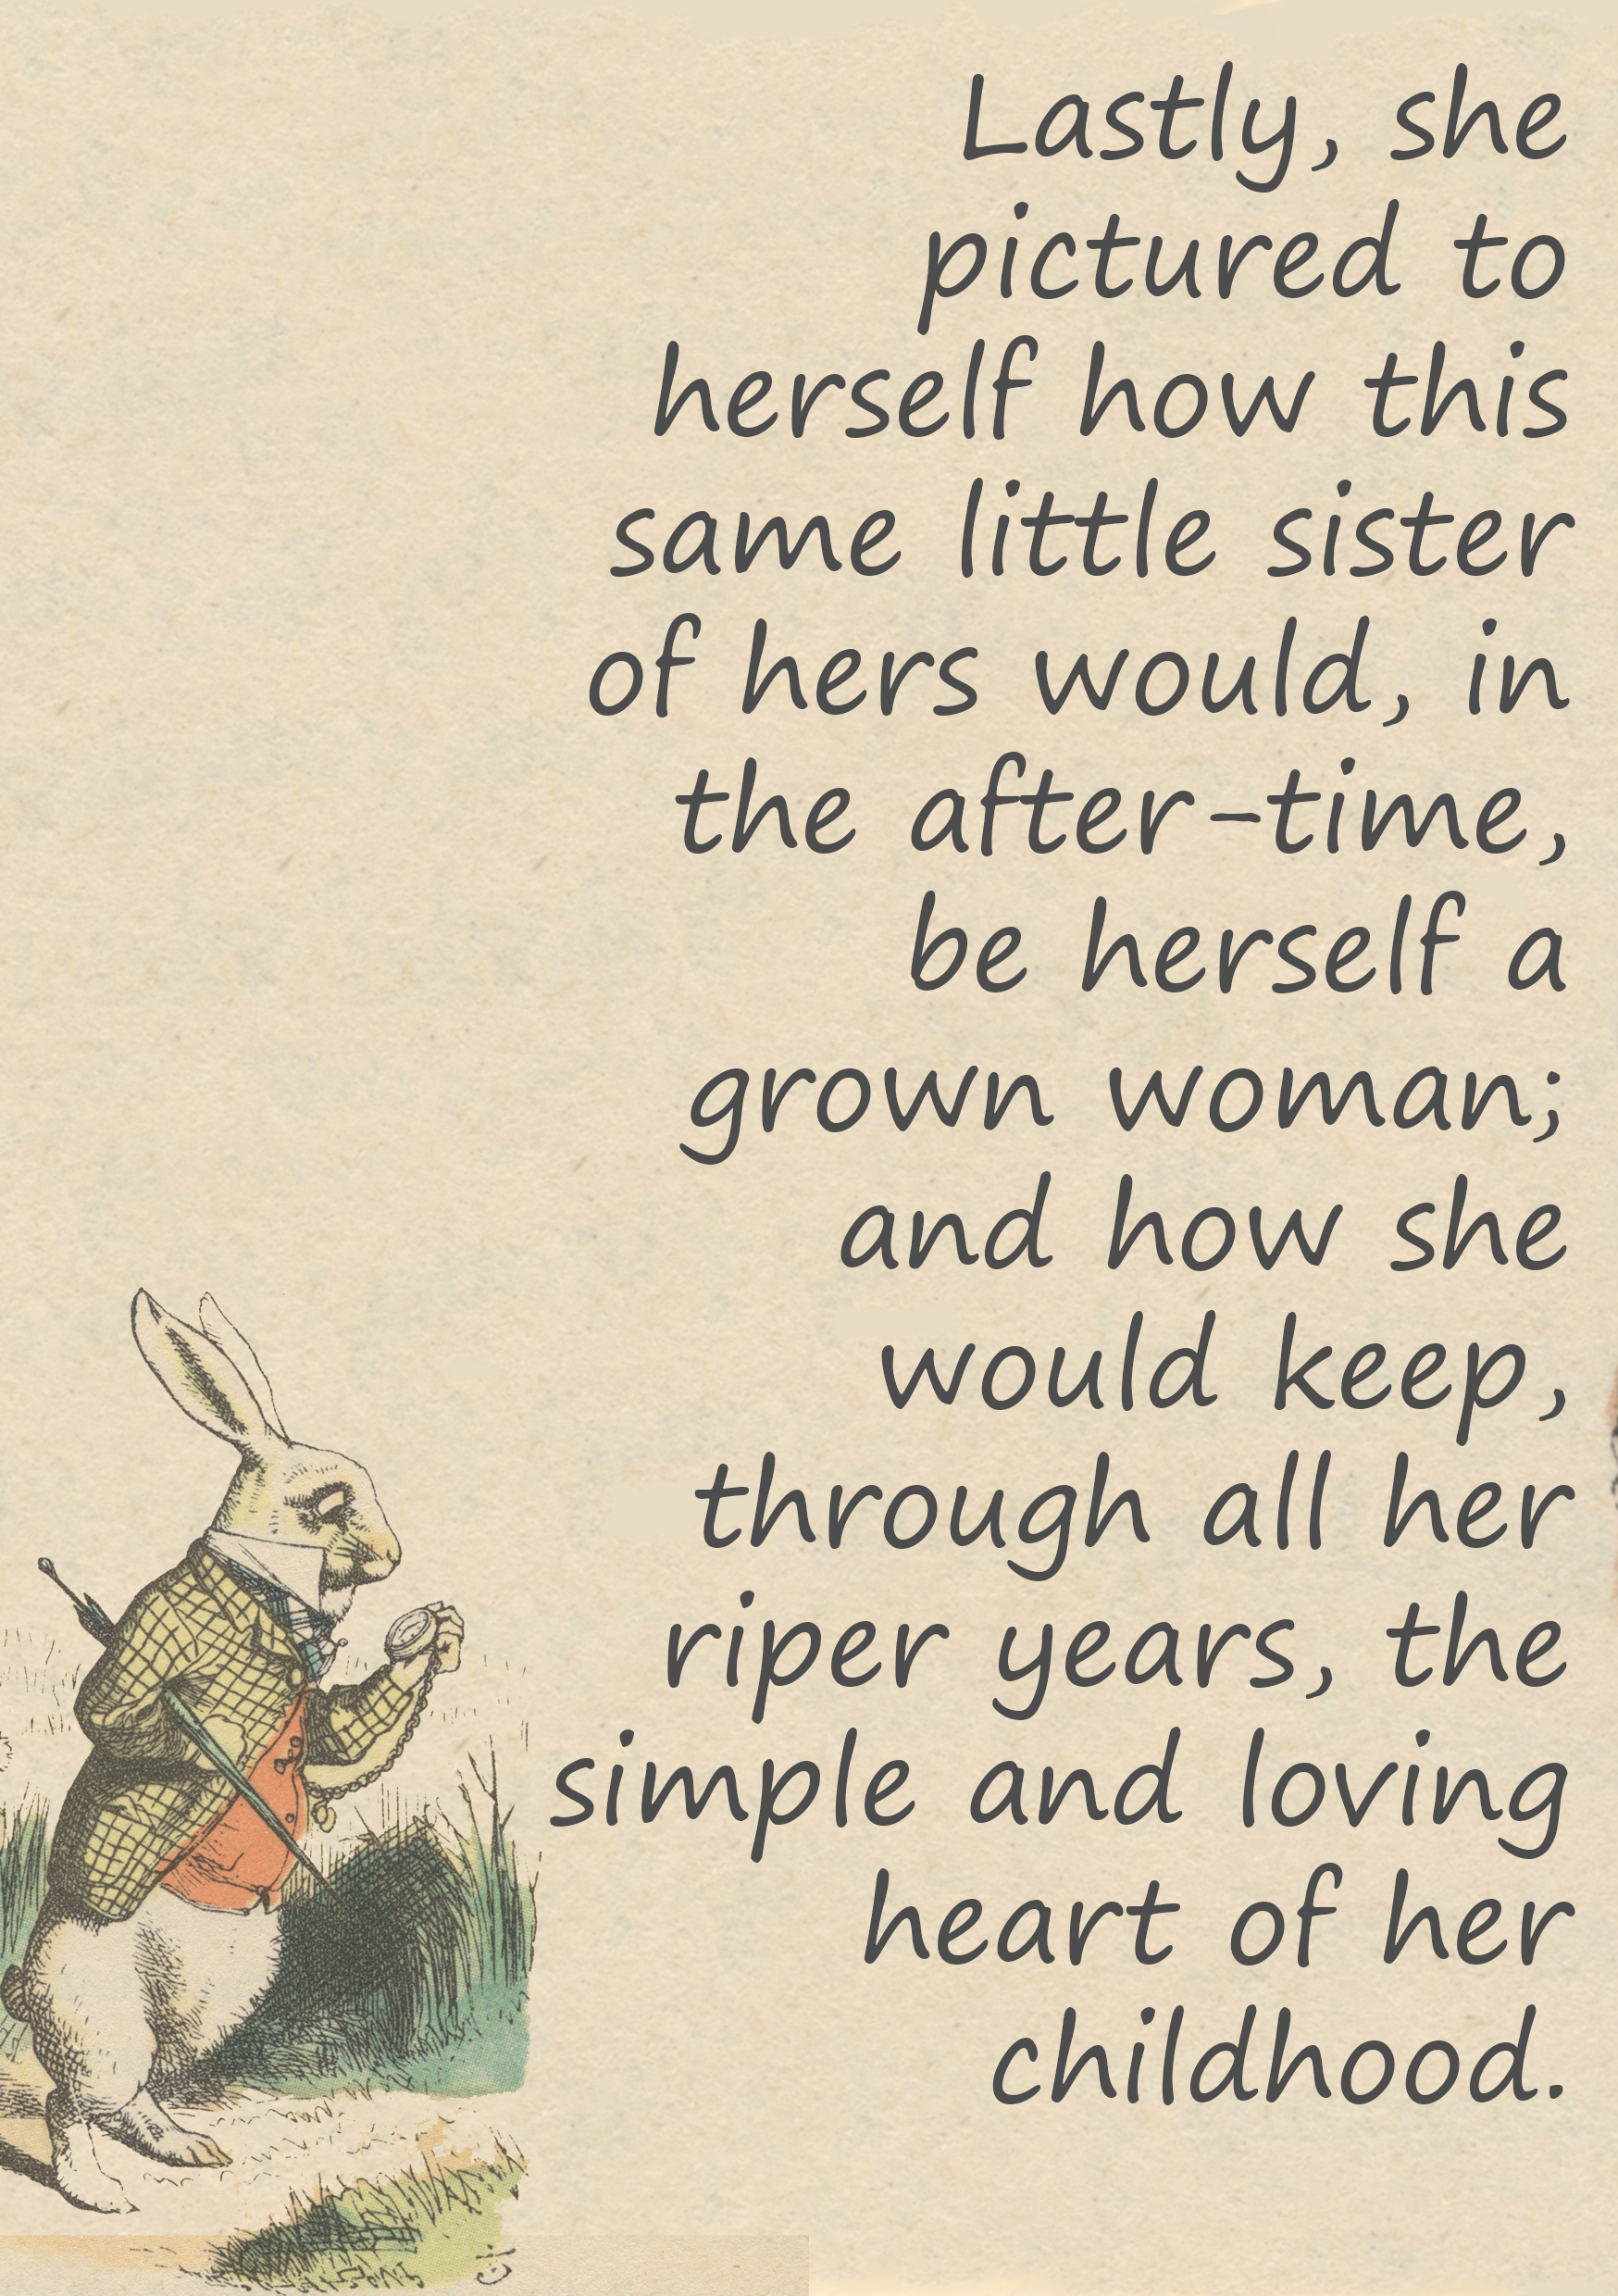 Lastly, she
pictured to
herself how this
same little sister
of hers would, in
the after-time,
be herself a
grown woman;
and how she
would keep,
through all her
riper years, the
simple and loving
heart of her
childhood.